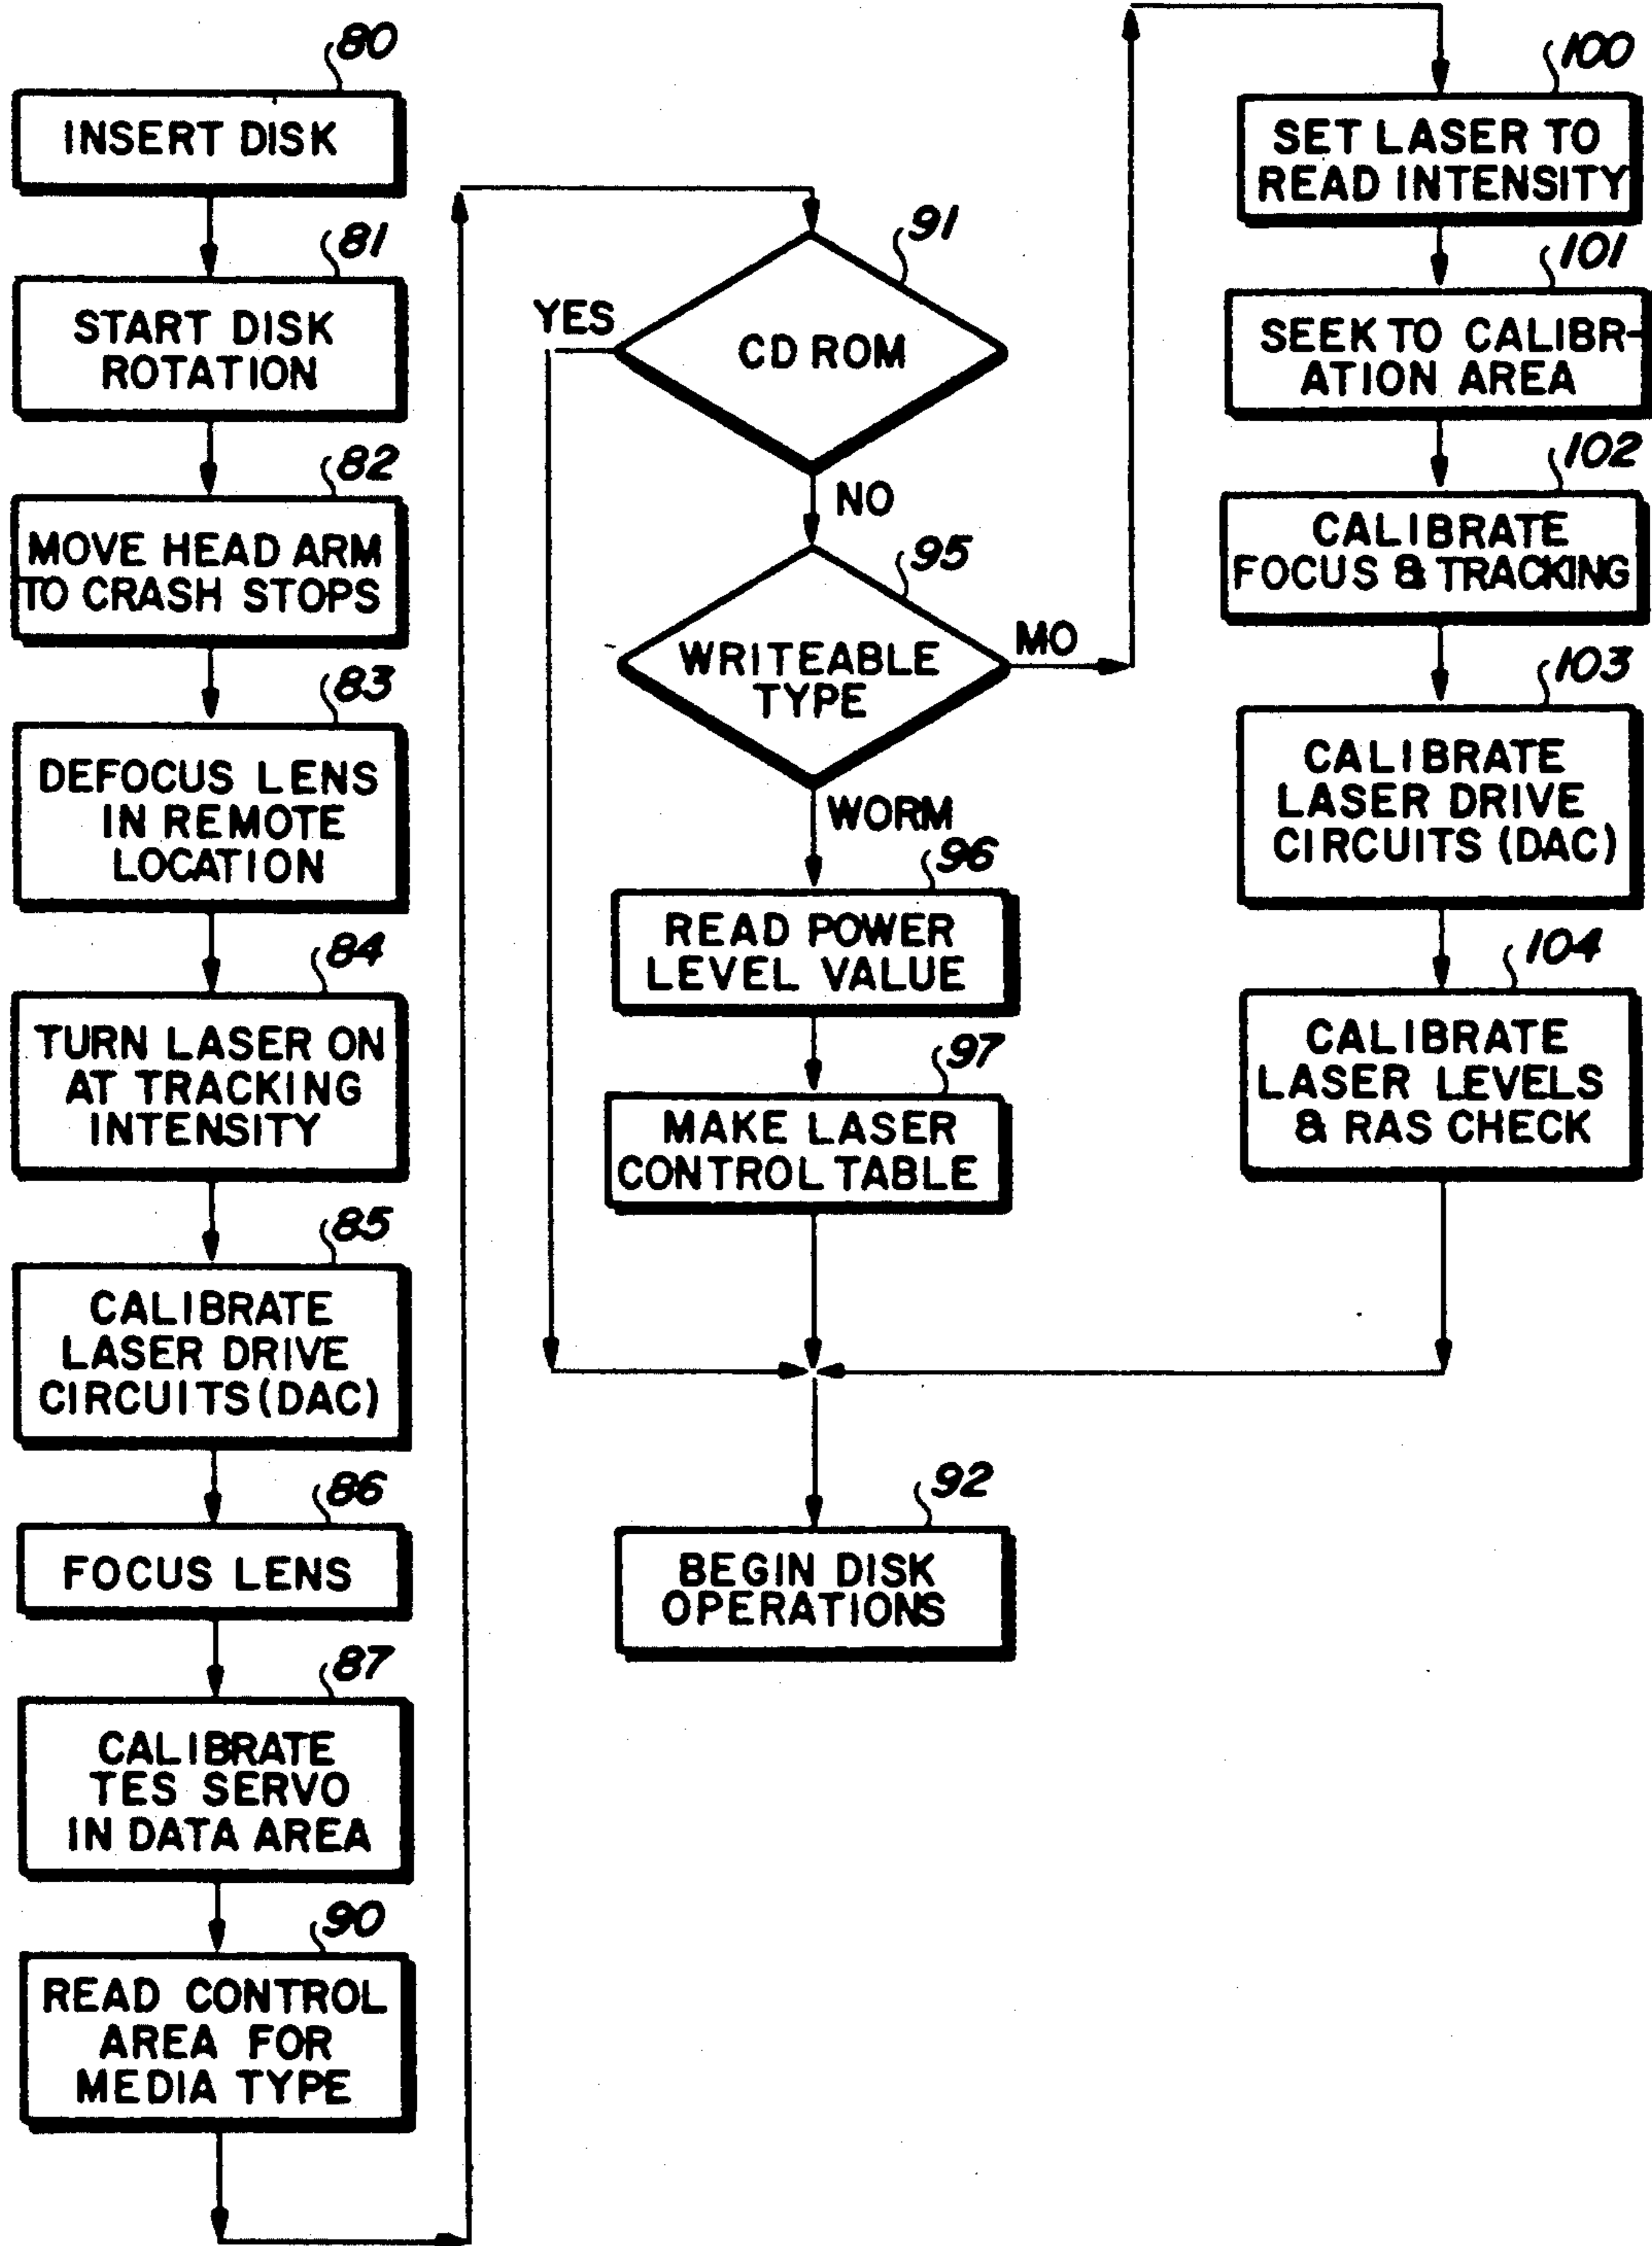 80
INSERT DISK
81
START DISK
ROTATION
82
MOVE HEAD ARM
TO CRASH STOPS
83
DEFOCUS LENS
IN REMOTE
LOCATION
84
TURN LASER ON
AT TRACKING
INTENSITY
85
CALIBRATE
LASER DRIVE
CIRCUITS (DAC)
86
FOCUS LENS
87
CALIBRATE
TES SERVO
IN DATA AREA
90
READ CONTROL
AREA FOR
MEDIA TYPE
91
YES
CD ROM
NO
95
WRITEABLE
TYPE
MO
WORM
96
READ POWER
LEVEL VALUE
97
MAKE LASER
CONTROL TABLE
92
BEGIN DISK
OPERATIONS
100
SET LASER TO
READ INTENSITY
101
SEEK TO CALIBR-
ATION AREA
102
CALIBRATE
FOCUS & TRACKING
103
CALIBRATE
LASER DRIVE
CIRCUITS (DAC)
104
CALIBRATE
LASER LEVELS
& RAS CHECK